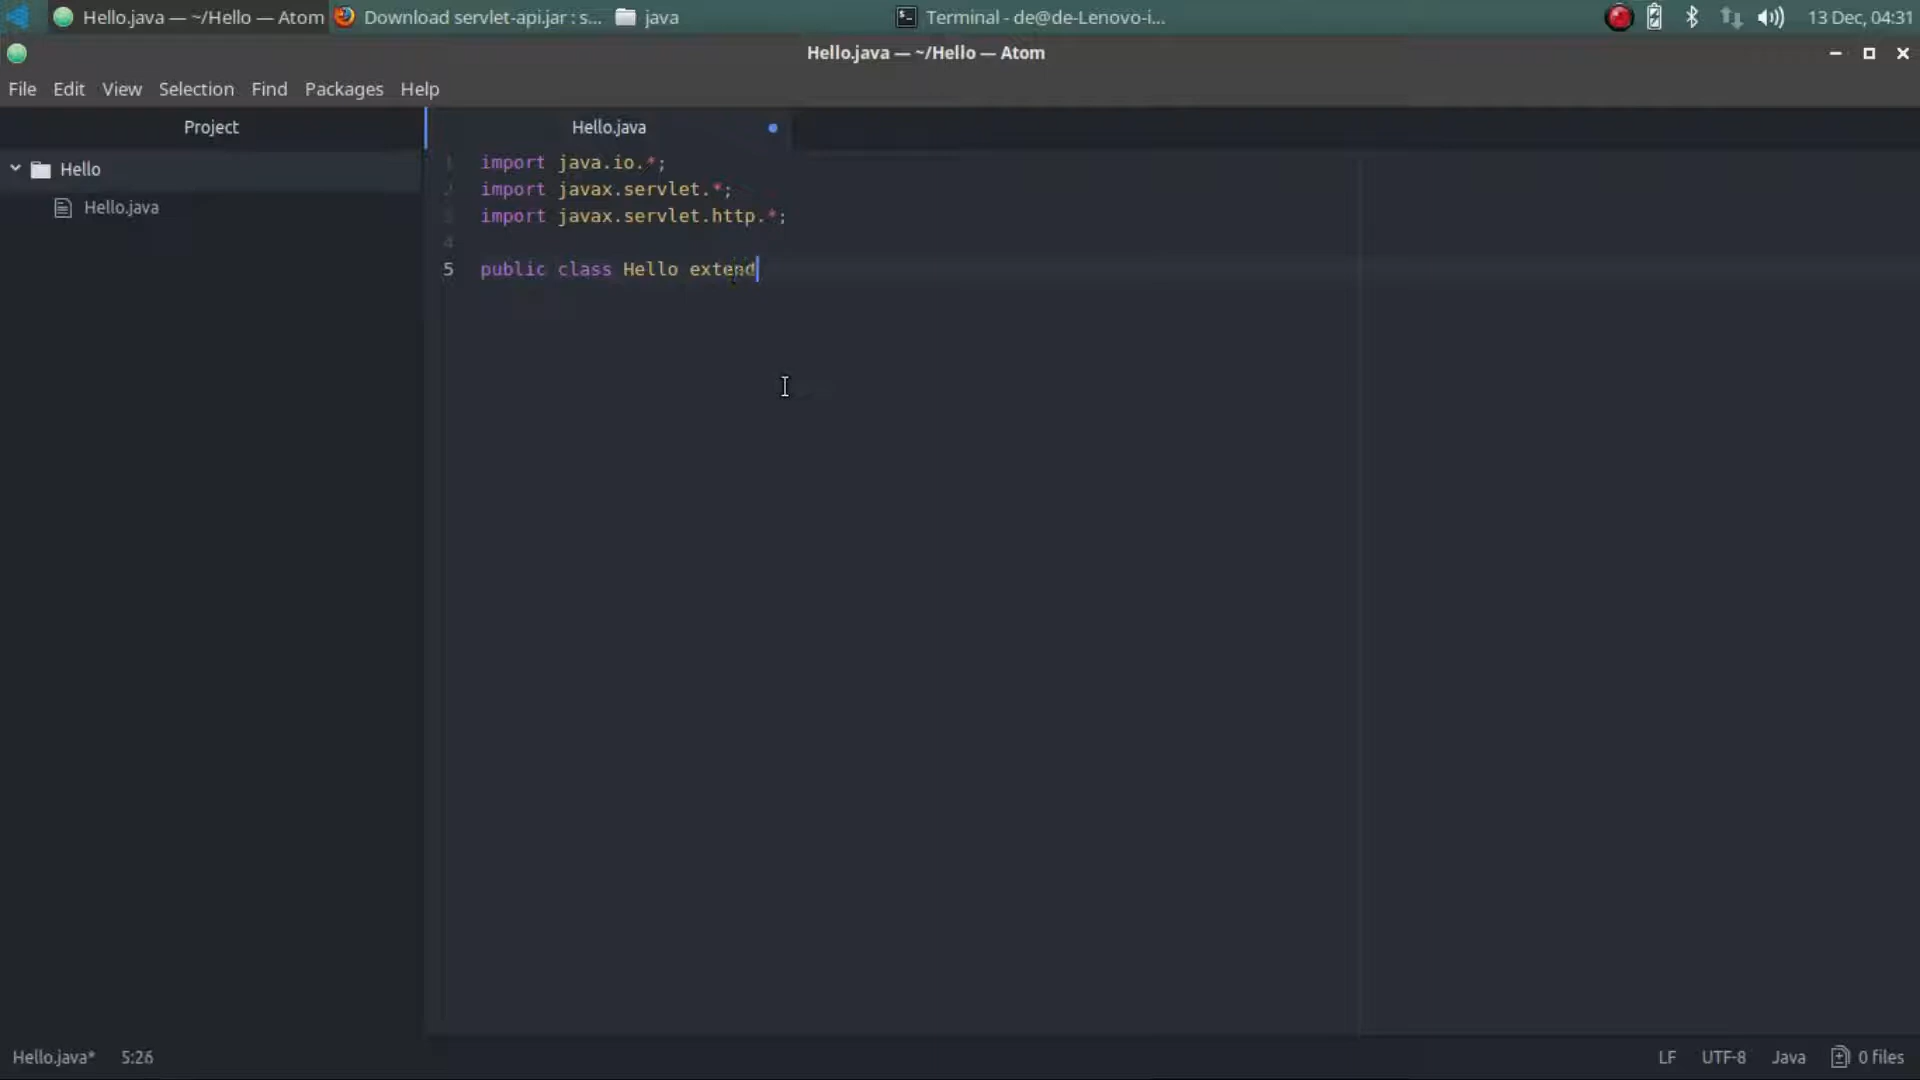 Hello.java — ~/Hello — Atom Download servlet-api.jar : s... java Terminal - de@de-Lenovo-i... 13 Dec, 04:31
Hello.java — ~/Hello — Atom
File Edit View Selection Find Packages Help
Project Hello.java
Hello
Hello.java
1 import java.io.*;
2 import javax.servlet.*;
3 import javax.servlet.http.*;
4
5 public class Hello extend
Hello.java* 5:26 LF UTF-8 Java 0 files